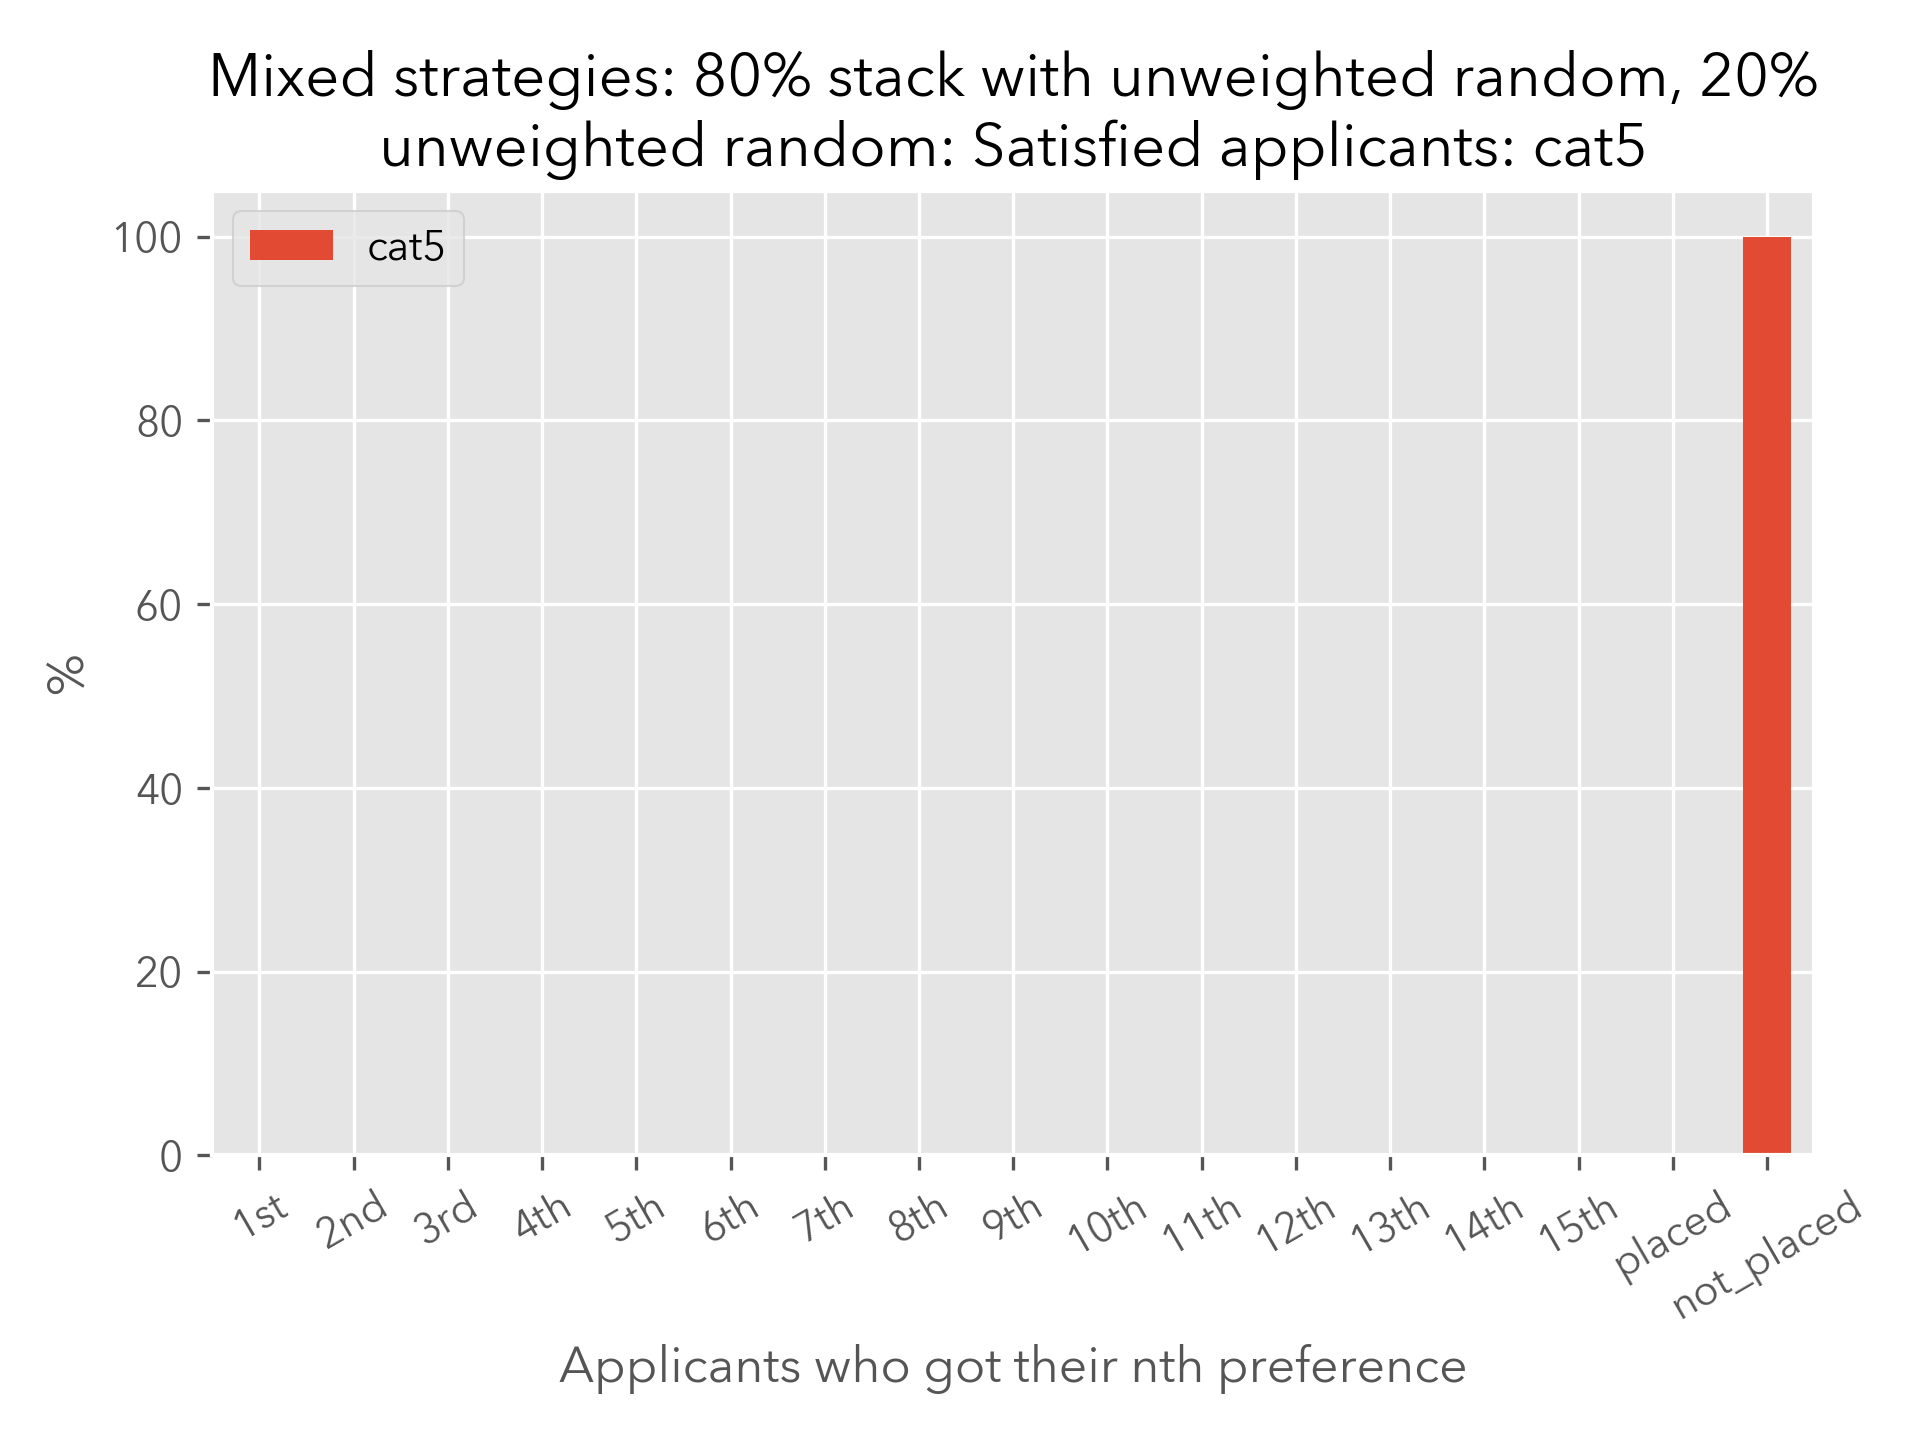 Mixed strategies: 80% stack with unweighted random, 20%
unweighted random: Satisfied applicants: cat5
cat5
100
80
60
40
20
0
%
1st 2nd 3rd 4th 5th 6th 7th 8th 9th 10th 11th 12th 13th 14th 15th placed not_placed
Applicants who got their nth preference